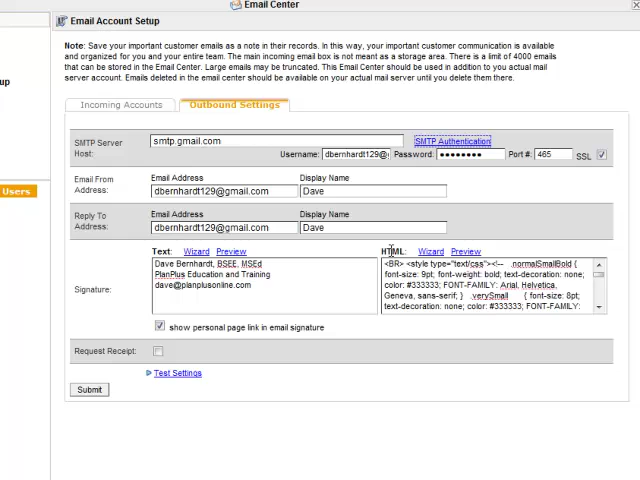 Email Center
Email Account Setup
Note: Save your important customer emails as a note in their records. In this way, your important customer communication is available
and organized for you and your entire team. The main incoming email box is not meant as a storage area. There is a limit of 4000 emails
that can be stored in the Email Center. Large emails may be truncated. This Email Center should be used in addition to you actual mail
server account. Emails deleted in the email center should be available on your actual mail server until you delete them there.
up
Incoming Accounts Outbound Settings
SMTP Server Host: smtp.gmail.com SMTP Authentication
Username: dbernhardt129@ Password: •••••••• Port #: 465 SSL
Users
Email From Address: Email Address Display Name
dbernhardt129@gmail.com Dave
Reply To Address: Email Address Display Name
dbernhardt129@gmail.com Dave
Text: Wizard Preview HTML: Wizard Preview
Signature:
Dave Bernhardt, BSEE, MSEd
PlanPlus Education and Training
dave@planplusonline.com
<BR> <style type="text/css"><!-- .normalSmallBold {
font-size: 9pt; font-weight: bold; text-decoration: none;
color: #333333; FONT-FAMILY: Arial, Helvetica,
Geneva, sans-serif; } .verySmall { font-size: 8pt;
text-decoration: none; color: #333333; FONT-FAMILY:
show personal page link in email signature
Request Receipt:
Test Settings
Submit